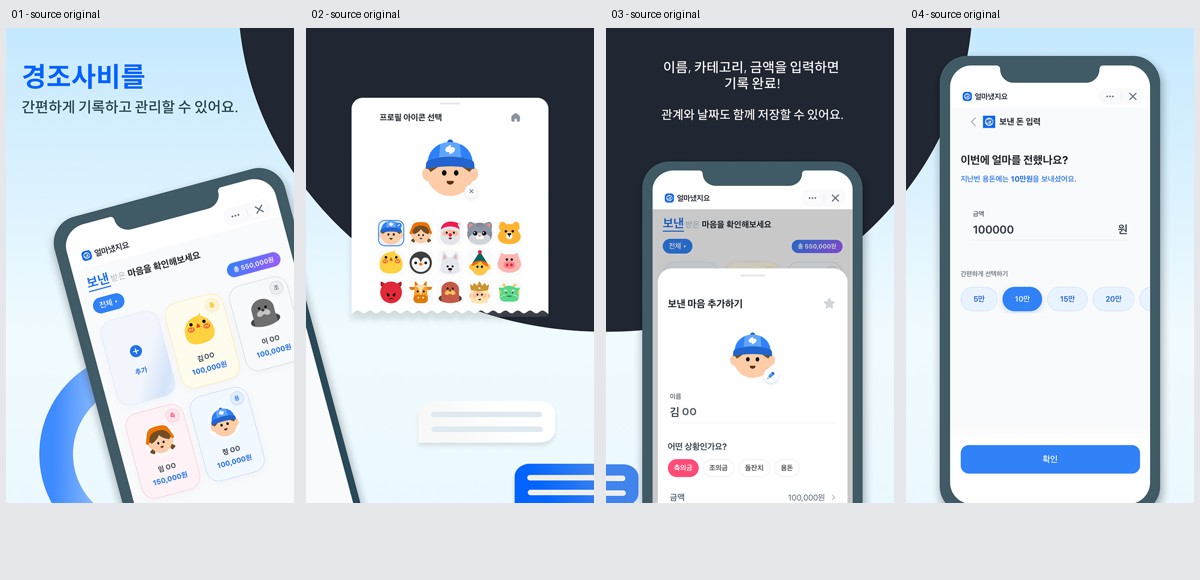 01 - source original
경조사비를
간편하게 기록하고 관리할 수 있어요.
얼마냈지요
보낸 받은 마음을 확인해보세요
총 550,000원
전체
추가
동
김OO
100,000원
조
이OO
100,000원
축
임OO
150,000원
용
정OO
100,000원
02 - source original
프로필 아이콘 선택
03 - source original
이름, 카테고리, 금액을 입력하면
기록 완료!
관계와 날짜도 함께 저장할 수 있어요.
얼마냈지요
보낸 받은 마음을 확인해보세요
전체
총 550,000원
보낸 마음 추가하기
이름
김 OO
어떤 상황인가요?
축의금 조의금 돌잔치 용돈
금액 100,000원
04 - source original
얼마냈지요
보낸 돈 입력
이번에 얼마를 전했나요?
지난번 용돈에는 10만원을 보내셨어요.
금액
100000 원
간편하게 선택하기
5만 10만 15만 20만
확인